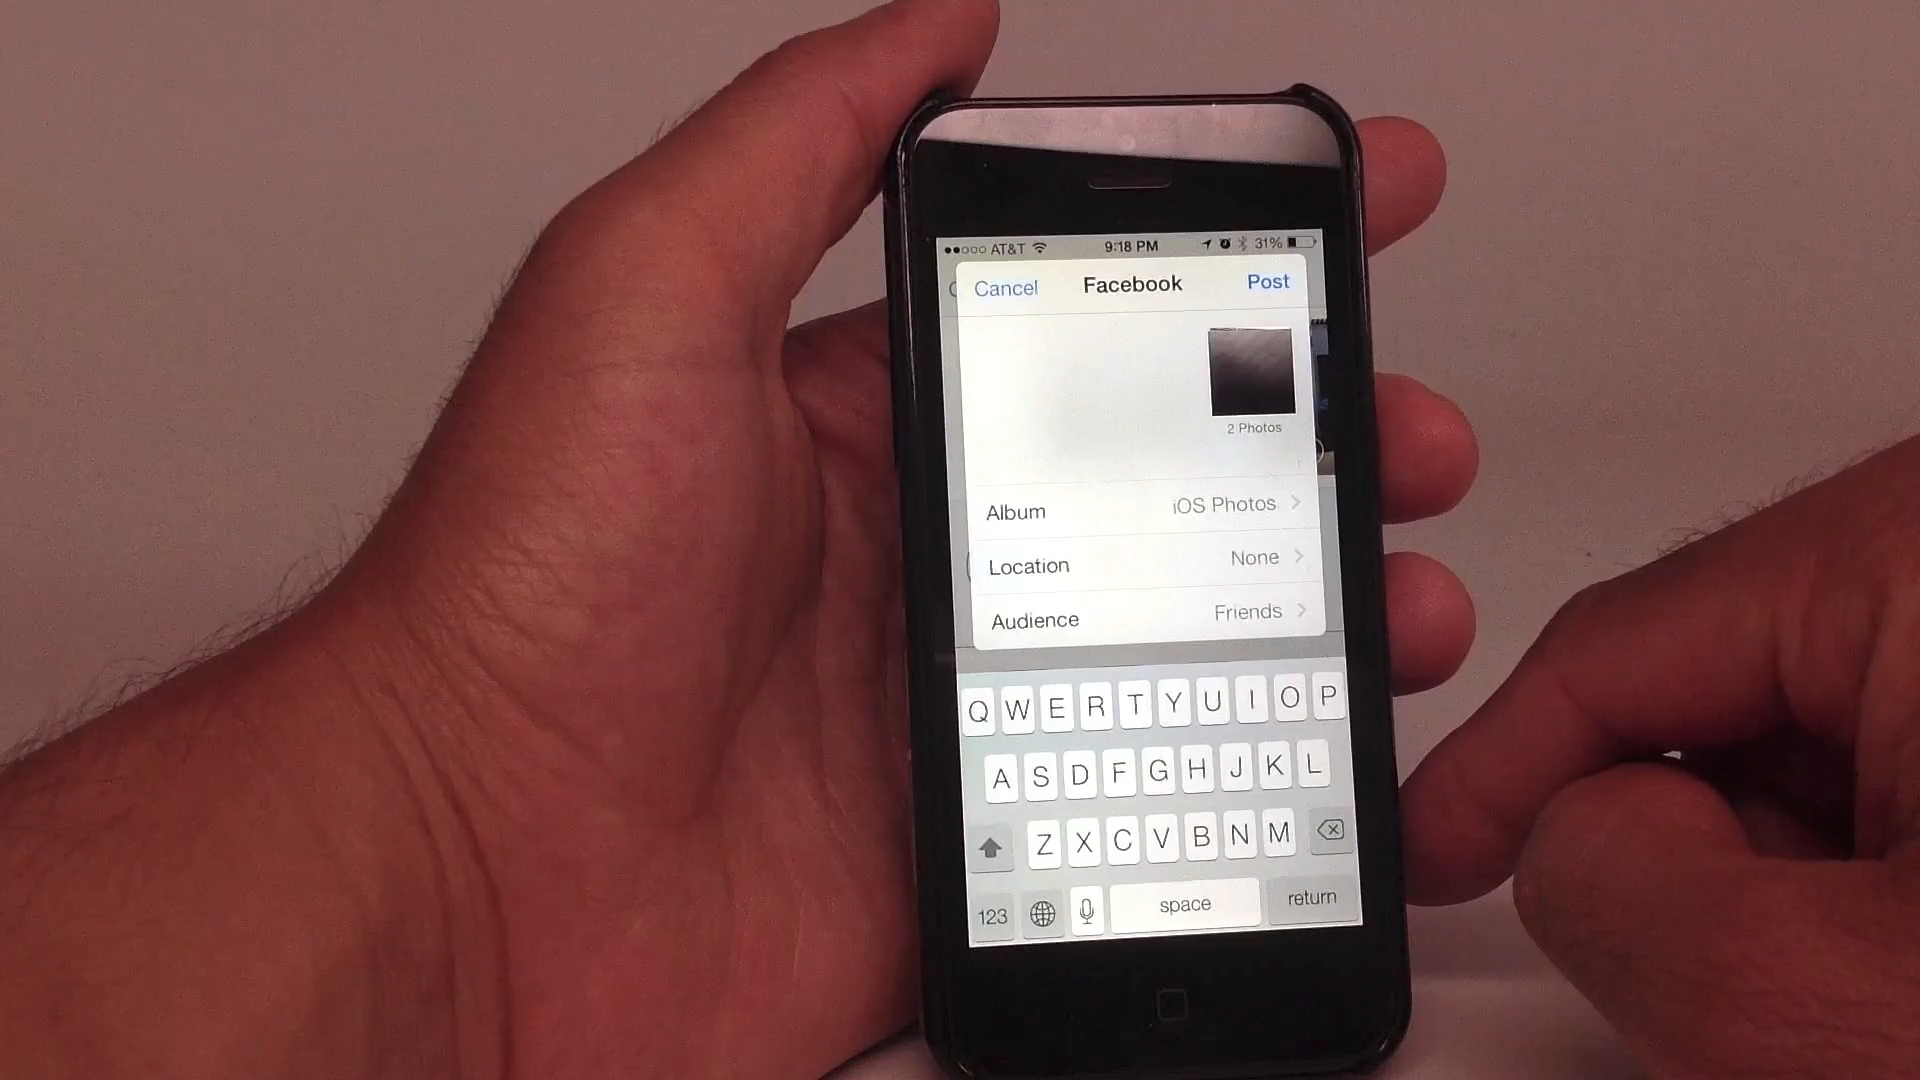 AT&T 9:18 PM 31%
Cancel Facebook Post
2 Photos
Album iOS Photos
Location None
Audience Friends
Q W E R T Y U I O P
A S D F G H J K L
Z X C V B N M
123 space return